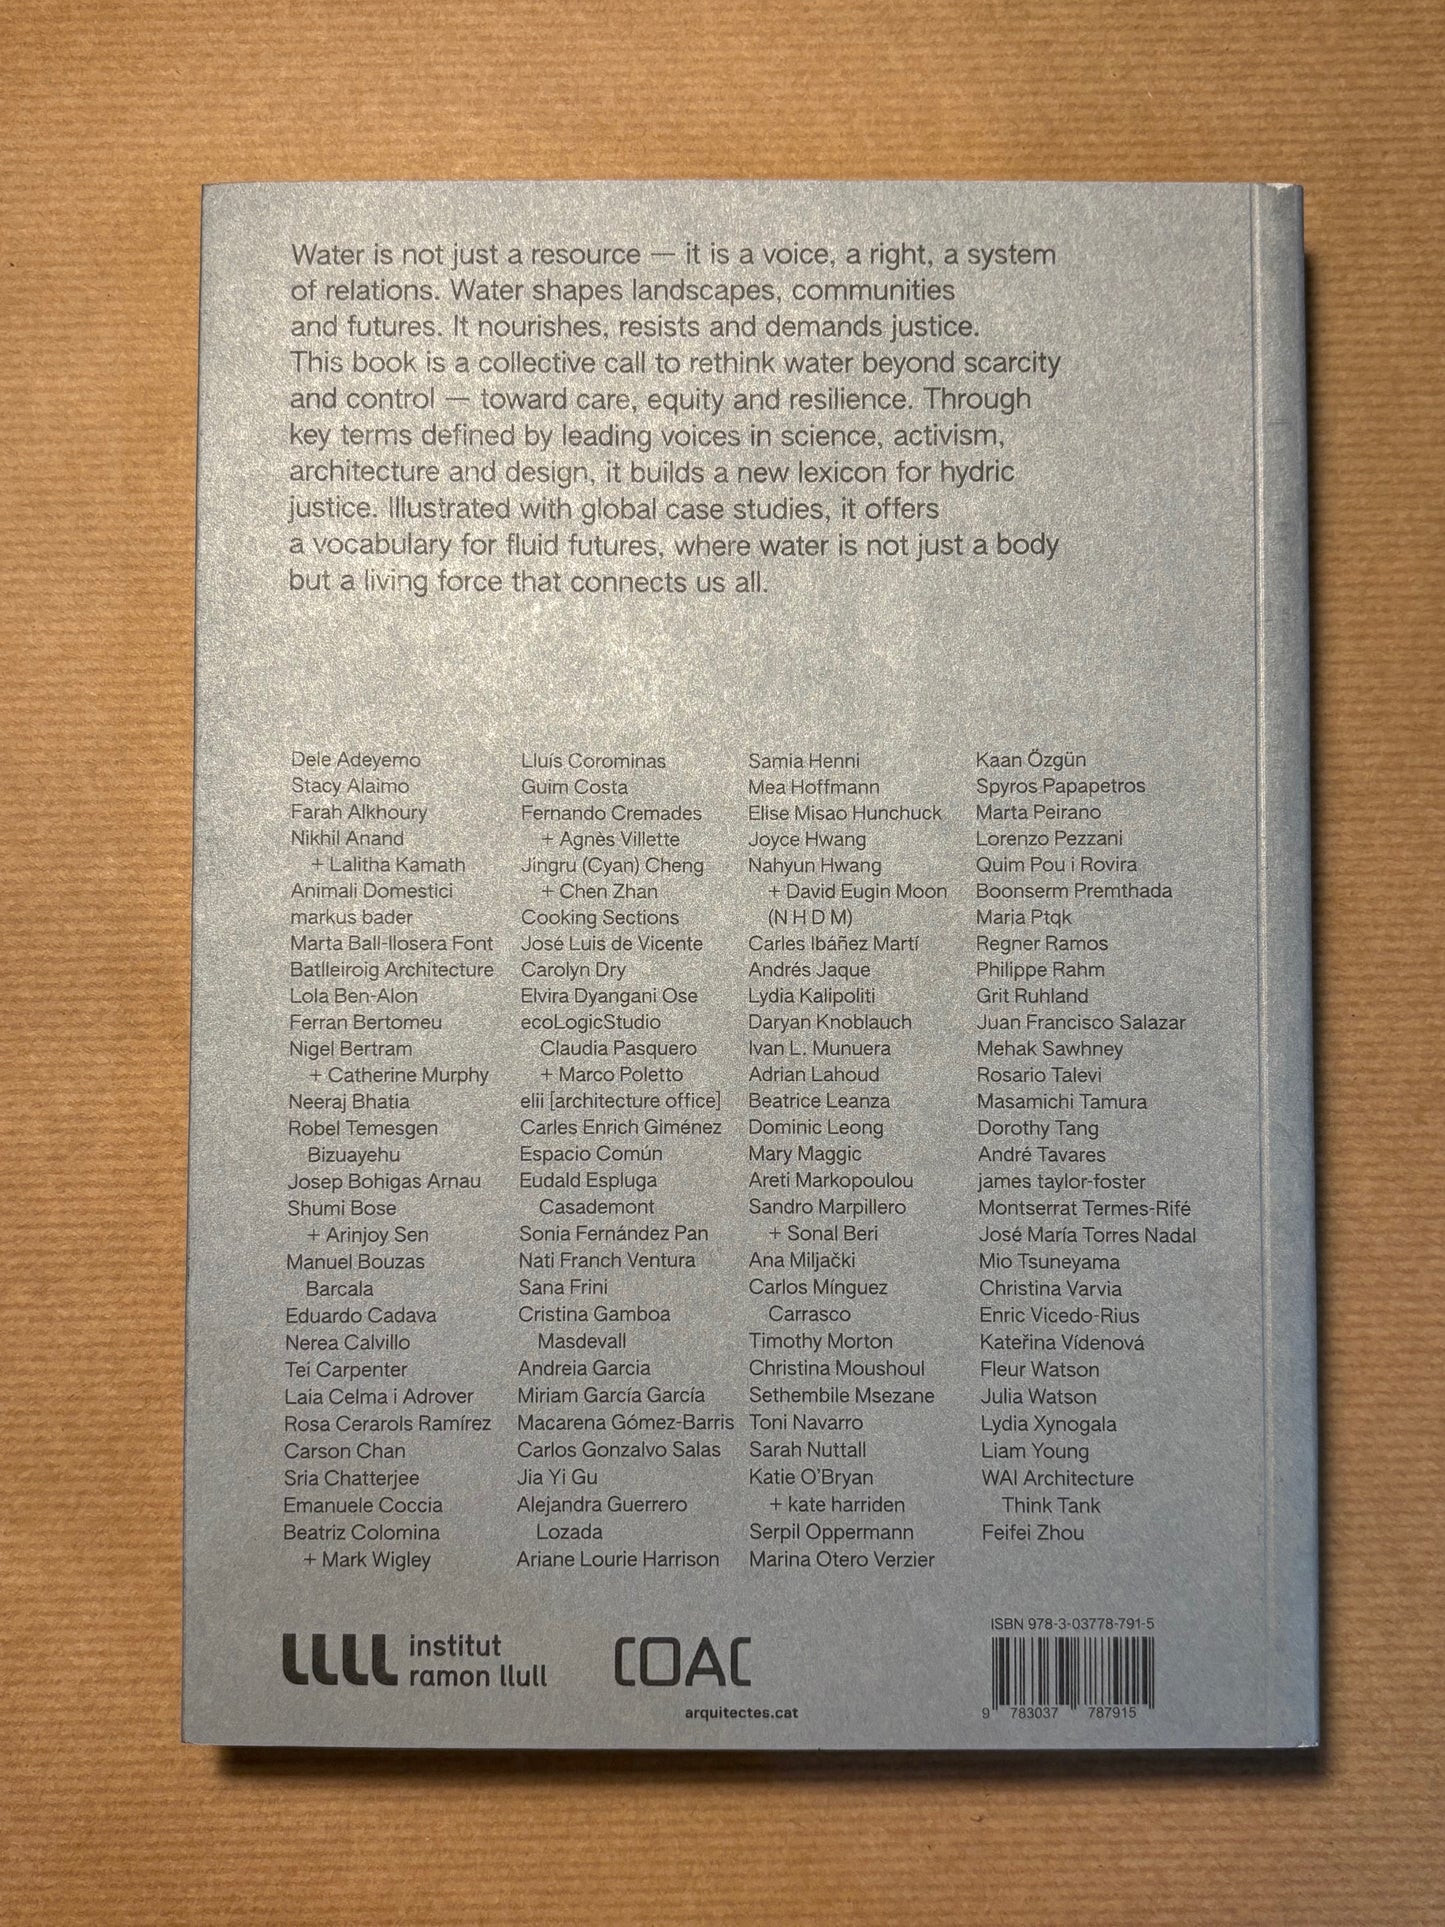 Water is not just a resource — it is a voice, a right, a system
of relations. Water shapes landscapes, communities
and futures. It nourishes, resists and demands justice.
This book is a collective call to rethink water beyond scarcity
and control — toward care, equity and resilience. Through
key terms defined by leading voices in science, activism,
architecture and design, it builds a new lexicon for hydric
justice. Illustrated with global case studies, it offers
a vocabulary for fluid futures, where water is not just a body
but a living force that connects us all.
Dele Adeyemo
Stacy Alaimo
Farah Alkhoury
Nikhil Anand
+ Lalitha Kamath
Animali Domestici
markus bader
Marta Ball-llosera Font
Batlleiroig Architecture
Lola Ben-Alon
Ferran Bertomeu
Nigel Bertram
+ Catherine Murphy
Neeraj Bhatia
Robel Temesgen
Bizuayehu
Josep Bohigas Arnau
Shumi Bose
+ Arinjoy Sen
Manuel Bouzas
Barcala
Eduardo Cadava
Nerea Calvillo
Tei Carpenter
Laia Celma i Adrover
Rosa Cerarols Ramírez
Carson Chan
Sria Chatterjee
Emanuele Coccia
Beatriz Colomina
+ Mark Wigley
Lluís Corominas
Guim Costa
Fernando Cremades
+ Agnès Villette
Jingru (Cyan) Cheng
+ Chen Zhan
Cooking Sections
José Luis de Vicente
Carolyn Dry
Elvira Dyangani Ose
ecoLogicStudio
Claudia Pasquero
+ Marco Poletto
elii [architecture office]
Carles Enrich Giménez
Espacio Común
Eudald Espluga
Casademont
Sonia Fernández Pan
Nati Franch Ventura
Sana Frini
Cristina Gamboa
Masdevall
Andreia Garcia
Miriam García García
Macarena Gómez-Barris
Carlos Gonzalvo Salas
Jia Yi Gu
Alejandra Guerrero
Lozada
Ariane Lourie Harrison
Samia Henni
Mea Hoffmann
Elise Misao Hunchuck
Joyce Hwang
Nahyun Hwang
+ David Eugin Moon
(N H D M)
Carles Ibáñez Martí
Andrés Jaque
Lydia Kalipoliti
Daryan Knoblauch
Ivan L. Munuera
Adrian Lahoud
Beatrice Leanza
Dominic Leong
Mary Maggic
Areti Markopoulou
Sandro Marpillero
+ Sonal Beri
Ana Miljački
Carlos Mínguez
Carrasco
Timothy Morton
Christina Moushoul
Sethembile Msezane
Toni Navarro
Sarah Nuttall
Katie O'Bryan
+ kate harriden
Serpil Oppermann
Marina Otero Verzier
Kaan Özgün
Spyros Papapetros
Marta Peirano
Lorenzo Pezzani
Quim Pou i Rovira
Boonserm Premthada
Maria Ptqk
Regner Ramos
Philippe Rahm
Grit Ruhland
Juan Francisco Salazar
Mehak Sawhney
Rosario Talevi
Masamichi Tamura
Dorothy Tang
André Tavares
james taylor-foster
Montserrat Termes-Rifé
José María Torres Nadal
Mio Tsuneyama
Christina Varvia
Enric Vicedo-Rius
Kateřina Vídenová
Fleur Watson
Julia Watson
Lydia Xynogala
Liam Young
WAI Architecture
Think Tank
Feifei Zhou
LLLL institut
ramon llull
COAC
arquitectes.cat
ISBN 978-3-03778-791-5
9 783037 787915